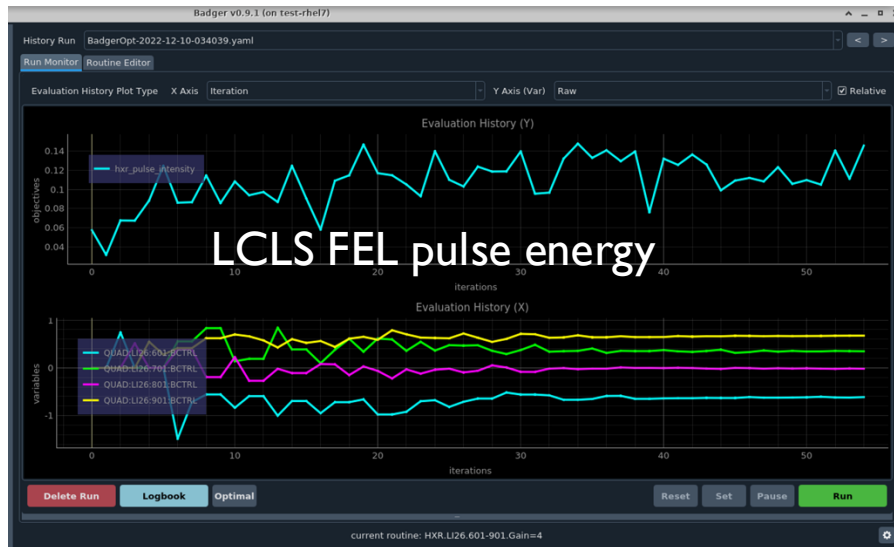 Badger v0.9.1 (on test-rhel7)
History Run BadgerOpt-2022-12-10-034039.yaml < >
Run Monitor Routine Editor
Evaluation History Plot Type X Axis Iteration Y Axis (Var) Raw Relative
Evaluation History (Y)
hxr_pulse_intensity
objectives
0.14
0.12
0.1
0.08
0.06
0.04
0 10 20 30 40 50
iterations
LCLS FEL pulse energy
Evaluation History (X)
QUAD:LI26:601:BCTRL
QUAD:LI26:701:BCTRL
QUAD:LI26:801:BCTRL
QUAD:LI26:901:BCTRL
variables
1
0
-1
0 10 20 30 40 50
iterations
Delete Run Logbook Optimal Reset Set Pause Run
current routine: HXR.LI26.601-901.Gain=4